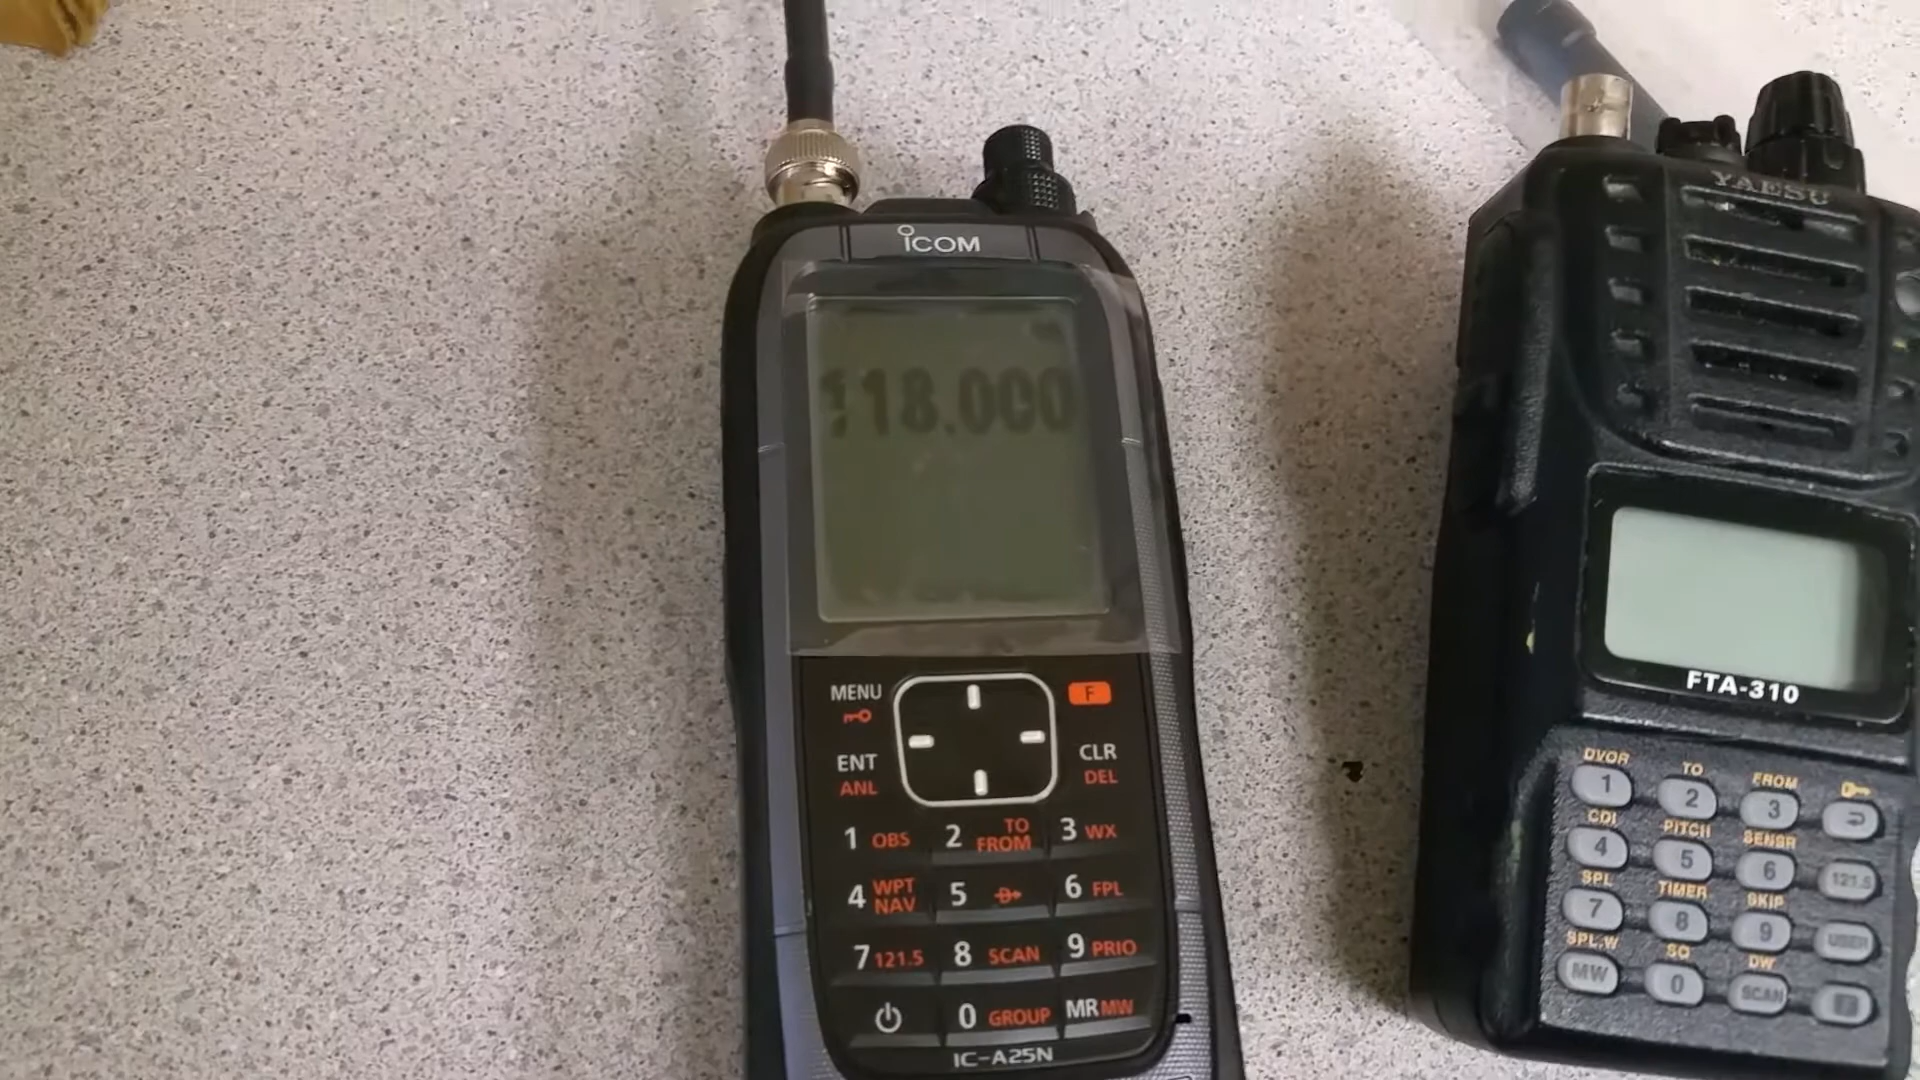 ICOM
118.000
MENU
F
ENT
ANL
CLR
DEL
1 OBS
2 TO FROM
3 WX
4 WPT NAV
5 D
6 FPL
7 121.5
8 SCAN
9 PRIO
0 GROUP
MR MW
IC-A25N
YAESU
FTA-310
DVOR
TO
FROM
1
2
3
CDI
PITCH
SENSR
4
5
6
121.5
SPL
TIMER
SKIP
7
8
9
USER
SPL.W
SQ
DW
MW
0
SCAN